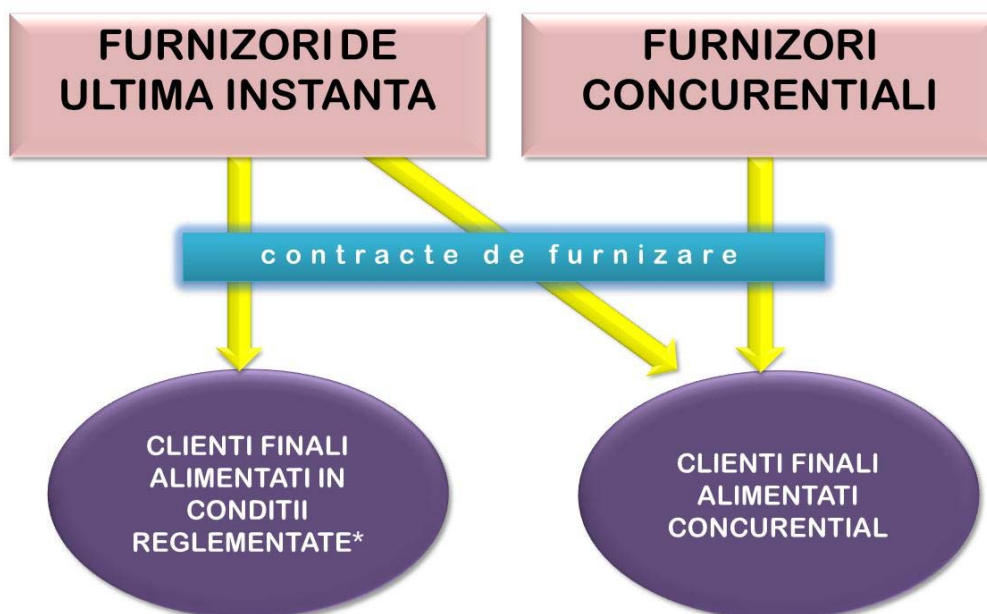 FURNIZORI DE
ULTIMA INSTANTA
FURNIZORI
CONCURENTIALI
contracte de furnizare
CLIENTI FINALI
ALIMENTATI IN
CONDITII
REGLEMENTATE*
CLIENTI FINALI
ALIMENTATI
CONCURENTIAL